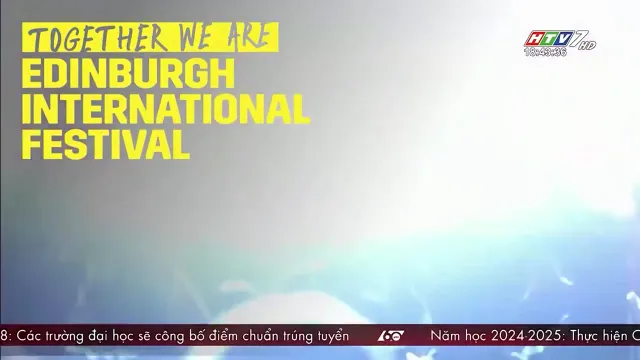 TOGETHER WE ARE
EDINBURGH
INTERNATIONAL
FESTIVAL
HTV7 HD
18:43:36
8: Các trường đại học sẽ công bố điểm chuẩn trúng tuyển 60 Năm học 2024-2025: Thực hiện C